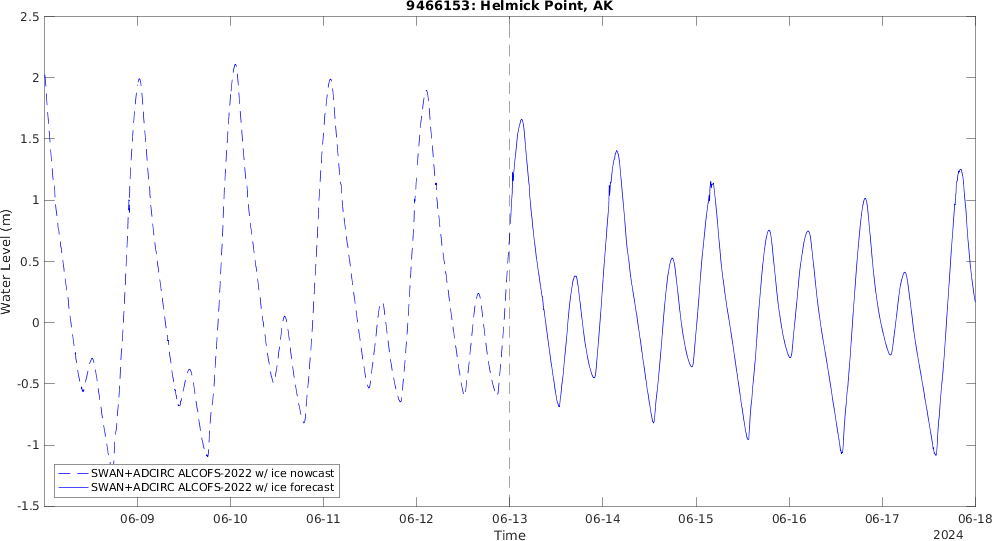 9466153: Helmick Point, AK
2.5
2
1.5
1
0.5
0
-0.5
-1
-1.5
Water Level (m)
SWAN+ADCIRC ALCOFS-2022 w/ ice nowcast
SWAN+ADCIRC ALCOFS-2022 w/ ice forecast
06-09 06-10 06-11 06-12 06-13 06-14 06-15 06-16 06-17 06-18
Time
2024